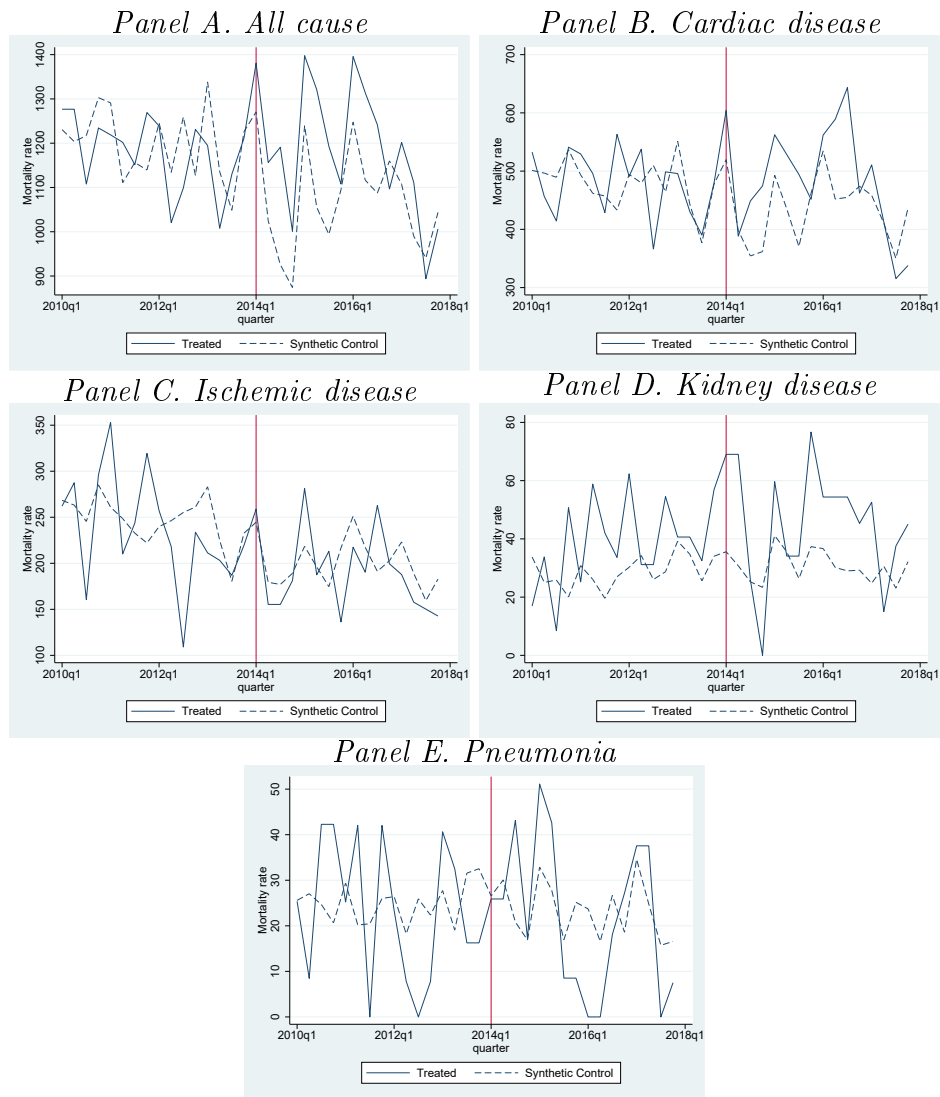 Panel A. All cause
Mortality rate
1400
1300
1200
1100
1000
900
2010q1 2012q1 2014q1 2016q1 2018q1
quarter
Treated Synthetic Control
Panel B. Cardiac disease
Mortality rate
700
600
500
400
300
2010q1 2012q1 2014q1 2016q1 2018q1
quarter
Treated Synthetic Control
Panel C. Ischemic disease
Mortality rate
350
300
250
200
150
100
2010q1 2012q1 2014q1 2016q1 2018q1
quarter
Treated Synthetic Control
Panel D. Kidney disease
Mortality rate
80
60
40
20
0
2010q1 2012q1 2014q1 2016q1 2018q1
quarter
Treated Synthetic Control
Panel E. Pneumonia
Mortality rate
50
40
30
20
10
0
2010q1 2012q1 2014q1 2016q1 2018q1
quarter
Treated Synthetic Control